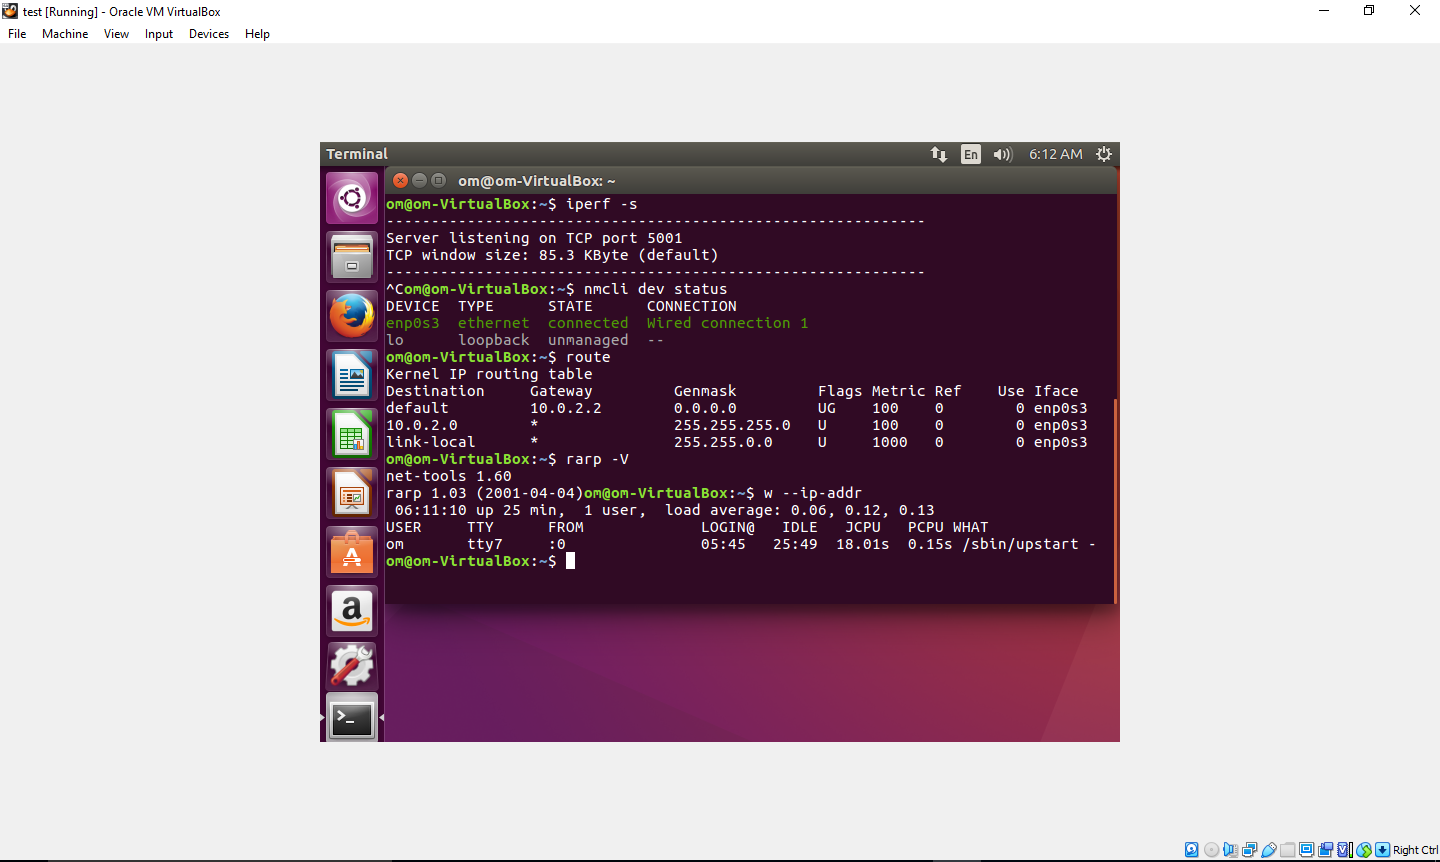 test [Running] - Oracle VM VirtualBox
File Machine View Input Devices Help
Terminal En 6:12 AM
om@om-VirtualBox: ~
om@om-VirtualBox:~$ iperf -s
------------------------------------------------------------
Server listening on TCP port 5001
TCP window size: 85.3 KByte (default)
------------------------------------------------------------
^Com@om-VirtualBox:~$ nmcli dev status
DEVICE  TYPE      STATE      CONNECTION
enp0s3  ethernet  connected  Wired connection 1
lo      loopback  unmanaged  --
om@om-VirtualBox:~$ route
Kernel IP routing table
Destination     Gateway         Genmask         Flags Metric Ref    Use Iface
default         10.0.2.2        0.0.0.0         UG    100    0        0 enp0s3
10.0.2.0        *               255.255.255.0   U     100    0        0 enp0s3
link-local      *               255.255.0.0     U     1000   0        0 enp0s3
om@om-VirtualBox:~$ rarp -V
net-tools 1.60
rarp 1.03 (2001-04-04)om@om-VirtualBox:~$ w --ip-addr
 06:11:10 up 25 min,  1 user,  load average: 0.06, 0.12, 0.13
USER     TTY      FROM             LOGIN@   IDLE   JCPU   PCPU WHAT
om       tty7     :0               05:45   25:49  18.01s  0.15s /sbin/upstart -
om@om-VirtualBox:~$
Right Ctrl